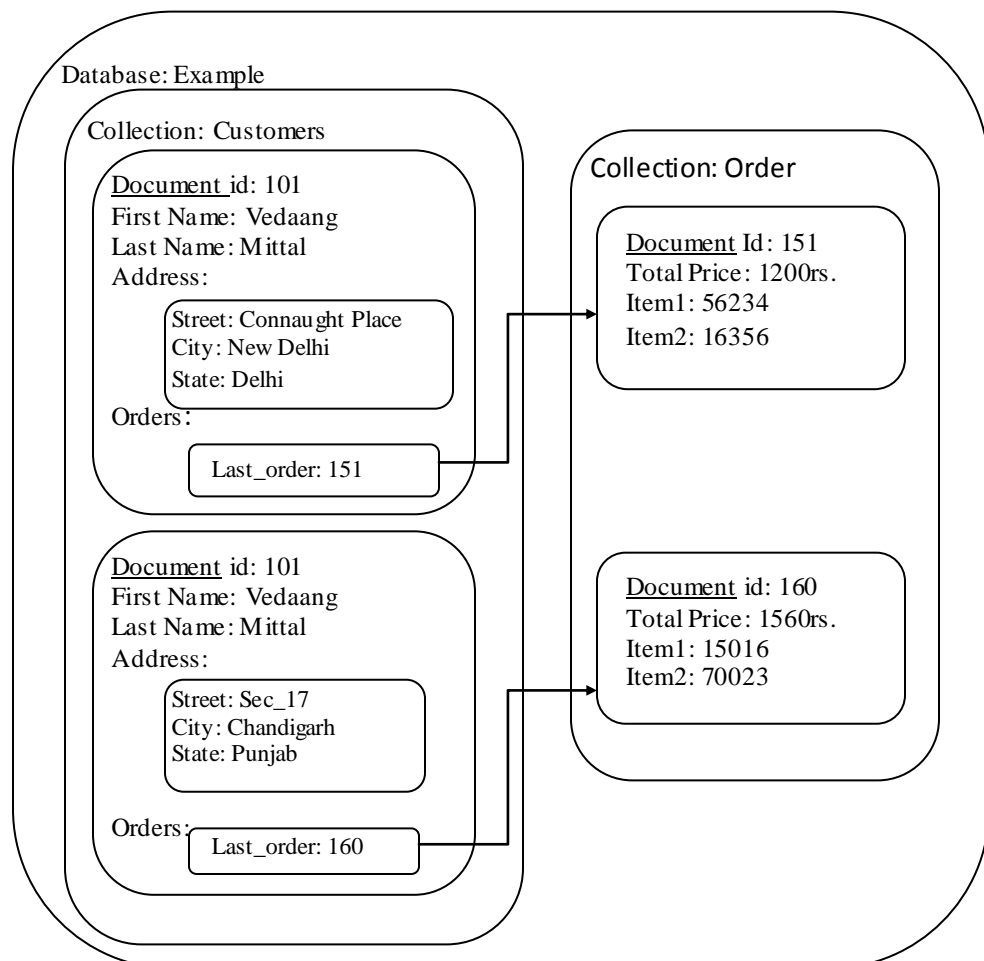 Database: Example
Collection: Customers
Document id: 101
First Name: Vedaang
Last Name: Mittal
Address:
Street: Connaught Place
City: New Delhi
State: Delhi
Orders:
Last_order: 151
Document id: 101
First Name: Vedaang
Last Name: Mittal
Address:
Street: Sec_17
City: Chandigarh
State: Punjab
Orders:
Last_order: 160
Collection: Order
Document Id: 151
Total Price: 1200rs.
Item1: 56234
Item2: 16356
Document id: 160
Total Price: 1560rs.
Item1: 15016
Item2: 70023